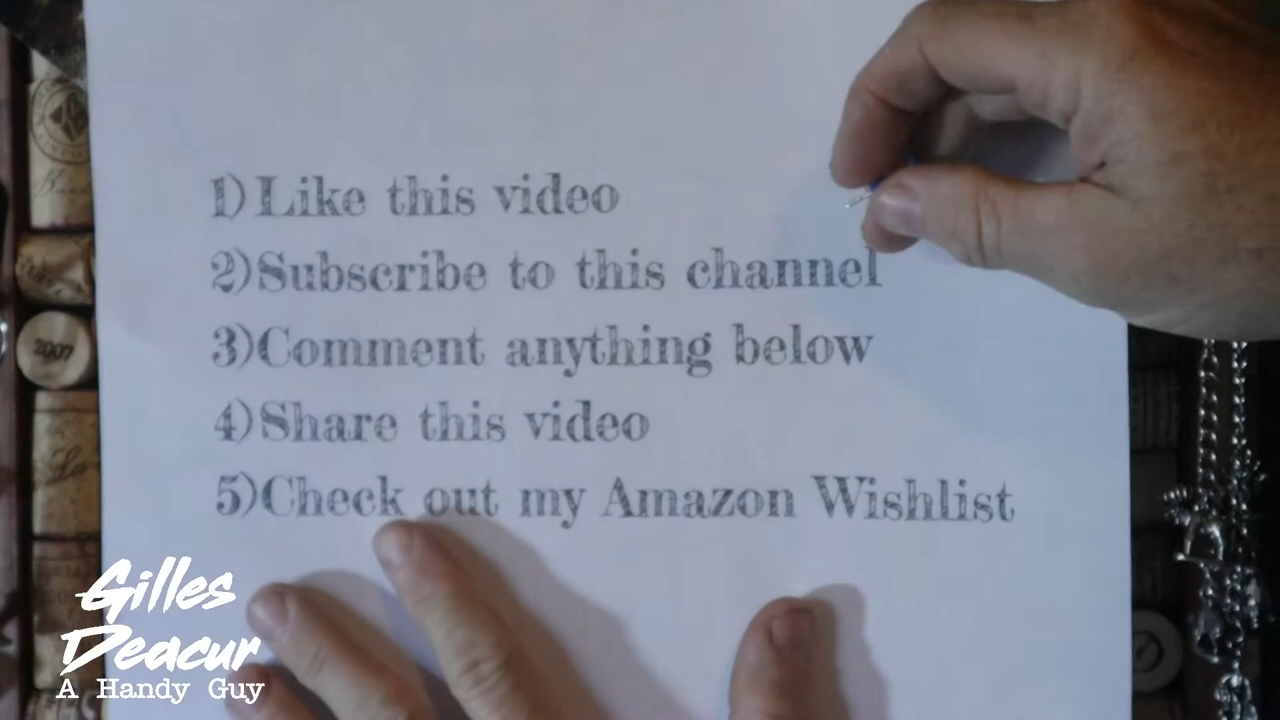 1) Like this video
2) Subscribe to this channel
3) Comment anything below
4) Share this video
5) Check out my Amazon Wishlist
2007
Gilles
Deacur
A Handy Guy